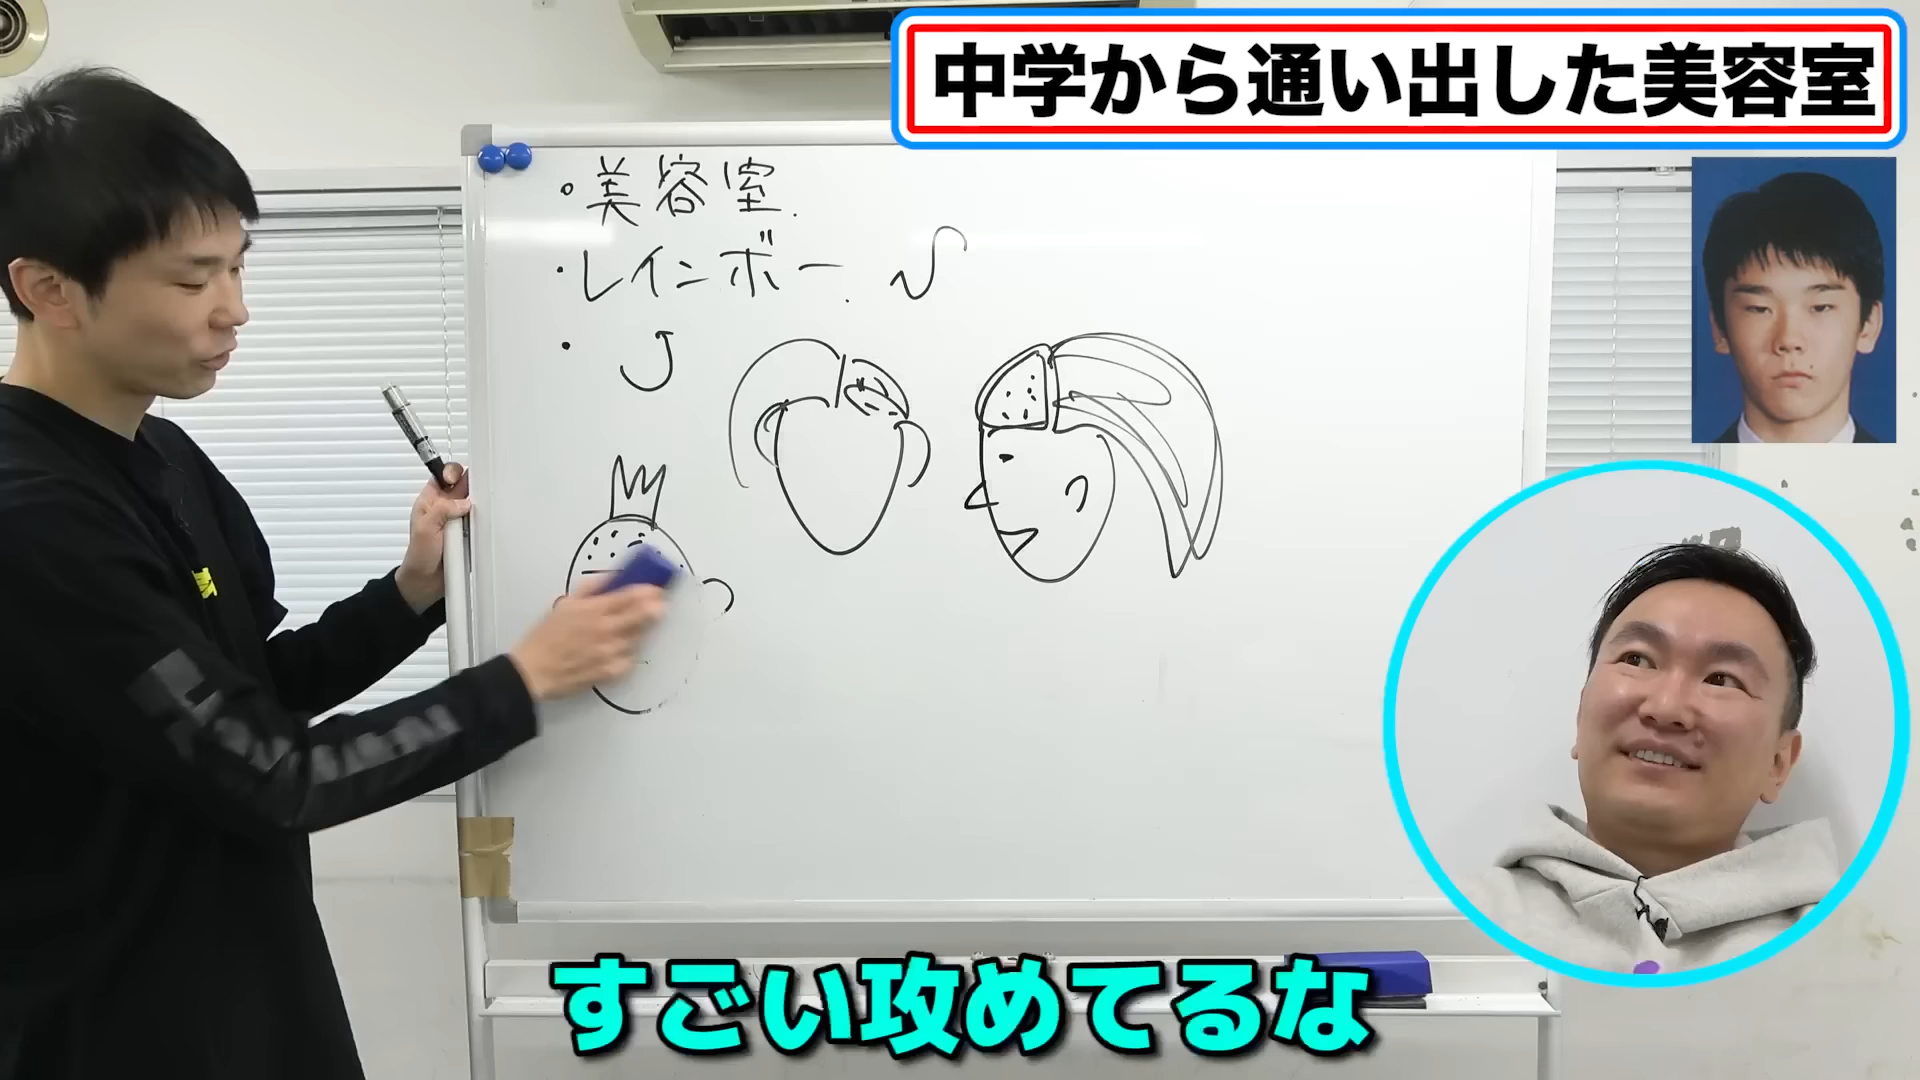 中学から通い出した美容室
・美容室.
・レインボー.
・
すごい攻めてるな